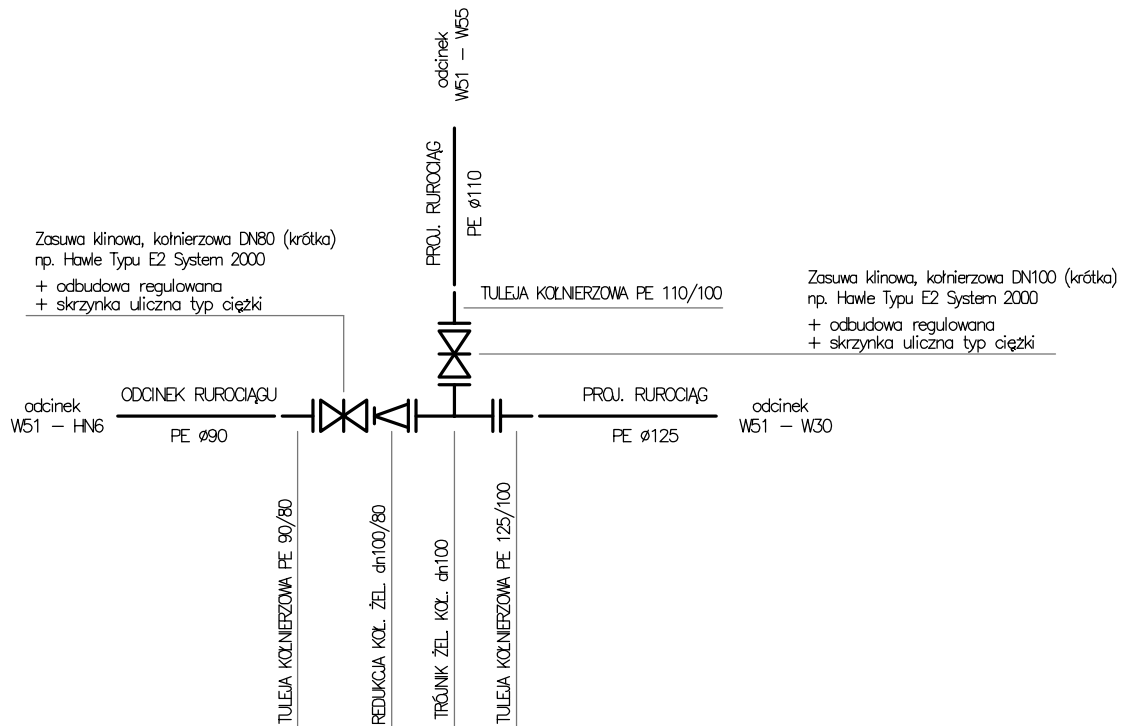 odcinek
W51 – W55
PROJ. RUROCIĄG
PE ø110
Zasuwa klinowa, kołnierzowa DN80 (krótka)
np. Hawle Typu E2 System 2000
+ odbudowa regulowana
+ skrzynka uliczna typ ciężki
TULEJA KOŁNIERZOWA PE 110/100
Zasuwa klinowa, kołnierzowa DN100 (krótka)
np. Hawle Typu E2 System 2000
+ odbudowa regulowana
+ skrzynka uliczna typ ciężki
odcinek
W51 – HN6
ODCINEK RUROCIĄGU
PE ø90
PROJ. RUROCIĄG
PE ø125
odcinek
W51 – W30
TULEJA KOŁNIERZOWA PE 90/80
REDUKCJA KOŁ. ŻEL. dn100/80
TRÓJNIK ŻEL. KOŁ. dn100
TULEJA KOŁNIERZOWA PE 125/100